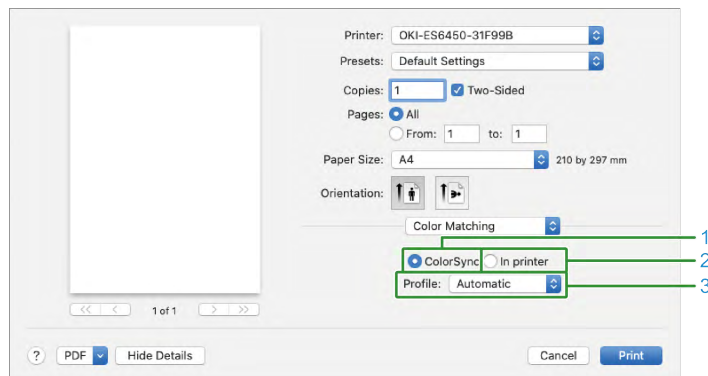 Printer: OKI-ES6450-31F99B
Presets: Default Settings
Copies: 1 Two-Sided
Pages: All
From: 1 to: 1
Paper Size: A4 210 by 297 mm
Orientation:
Color Matching
1
ColorSync In printer 2
Profile: Automatic 3
<< < 1 of 1 > >>
? PDF Hide Details Cancel Print